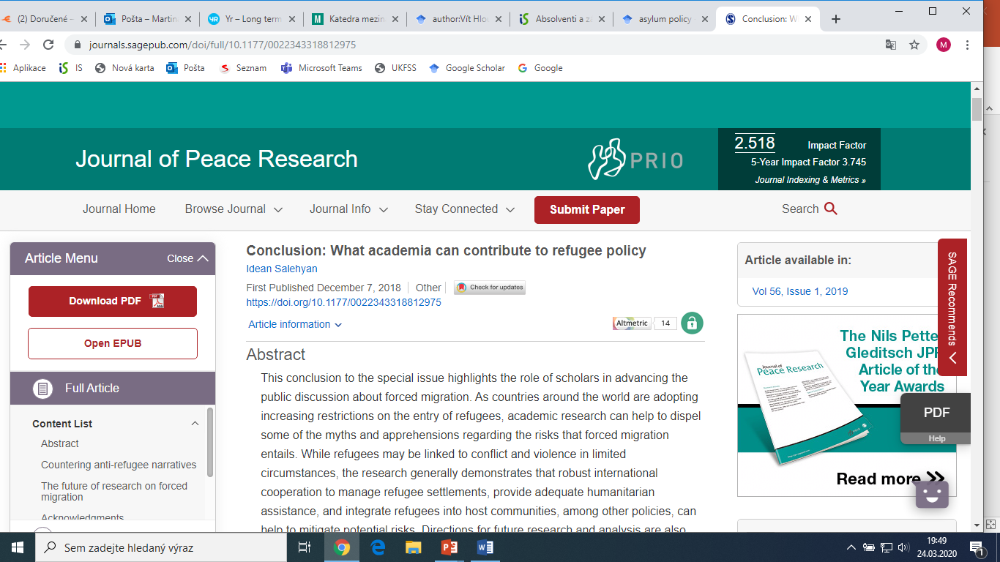 (2) Doručené –
Pošta – Martin
Yr – Long term
Katedra mezin
author:Vít Hlou
Absolventi a za
asylum policy
Conclusion: W
journals.sagepub.com/doi/full/10.1177/0022343318812975
M
Aplikace
IS
Nová karta
Pošta
Seznam
Microsoft Teams
UKFSS
Google Scholar
Google
Journal of Peace Research
PRIO
2.518 Impact Factor
5-Year Impact Factor 3.745
Journal Indexing & Metrics »
Journal Home
Browse Journal
Journal Info
Stay Connected
Submit Paper
Search
Article Menu
Close
Download PDF
Open EPUB
Full Article
Content List
Abstract
Countering anti-refugee narratives
The future of research on forced
migration
Acknowledgments
Conclusion: What academia can contribute to refugee policy
Idean Salehyan
First Published December 7, 2018 | Other | Check for updates
https://doi.org/10.1177/0022343318812975
Article information
Altmetric 14
Abstract
This conclusion to the special issue highlights the role of scholars in advancing the
public discussion about forced migration. As countries around the world are adopting
increasing restrictions on the entry of refugees, academic research can help to dispel
some of the myths and apprehensions regarding the risks that forced migration
entails. While refugees may be linked to conflict and violence in limited
circumstances, the research generally demonstrates that robust international
cooperation to manage refugee settlements, provide adequate humanitarian
assistance, and integrate refugees into host communities, among other policies, can
help to mitigate potential risks. Directions for future research and analysis are also
Article available in:
Vol 56, Issue 1, 2019
SAGE Recommends
The Nils Pette
Gleditsch JPR
Article of the
Year Awards
Journal of
Peace Research
PDF
Help
Read more
Sem zadejte hledaný výraz
19:49
24.03.2020
1